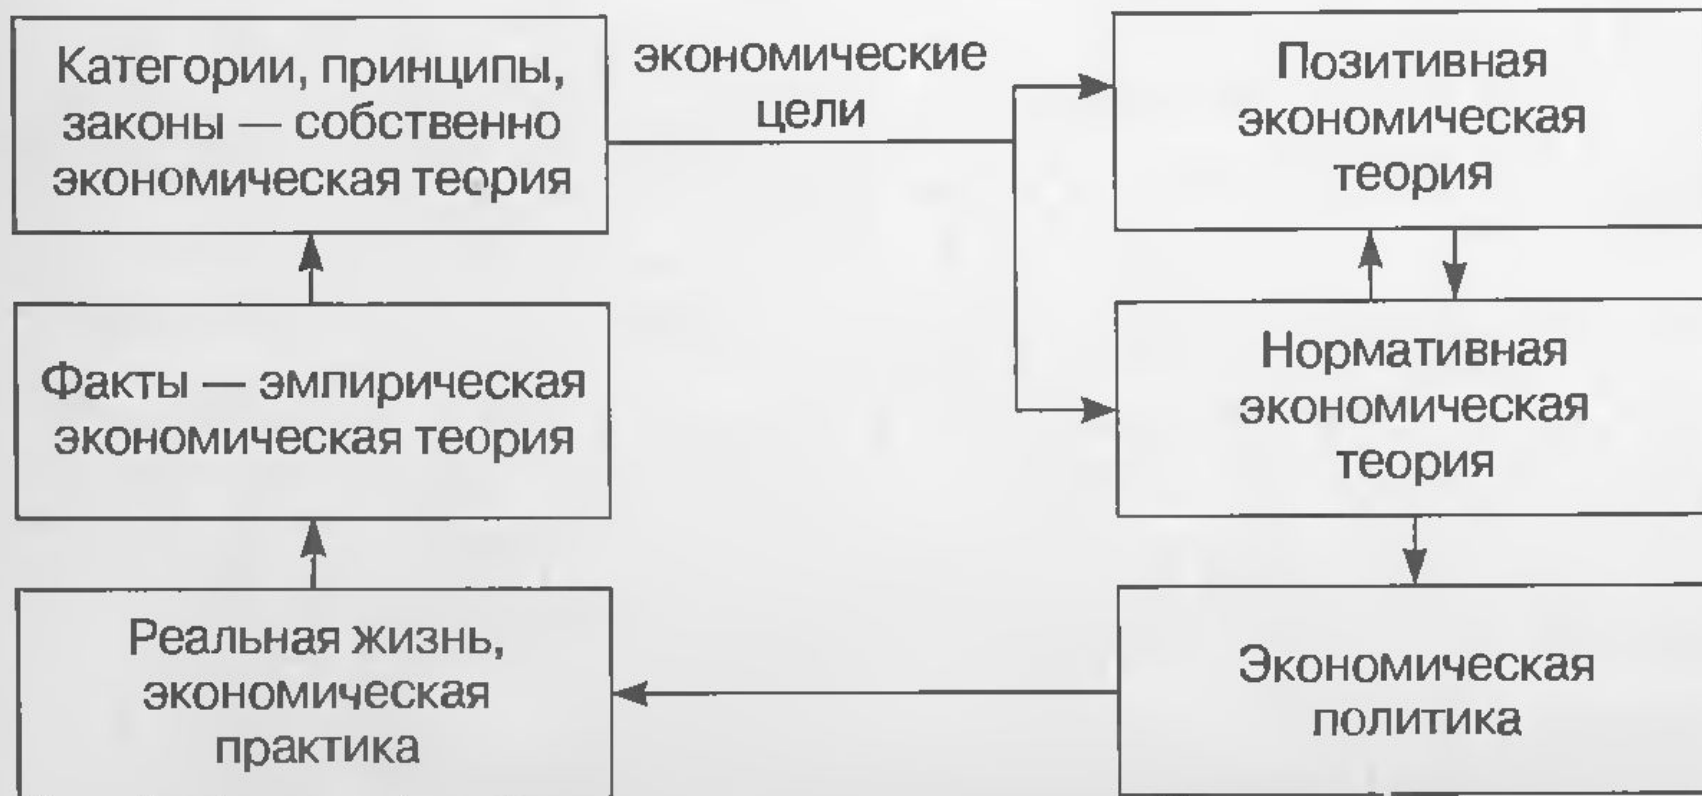 Категории, принципы,
законы — собственно
экономическая теория
экономические
цели
Позитивная
экономическая
теория
Факты — эмпирическая
экономическая теория
Нормативная
экономическая
теория
Реальная жизнь,
экономическая
практика
Экономическая
политика